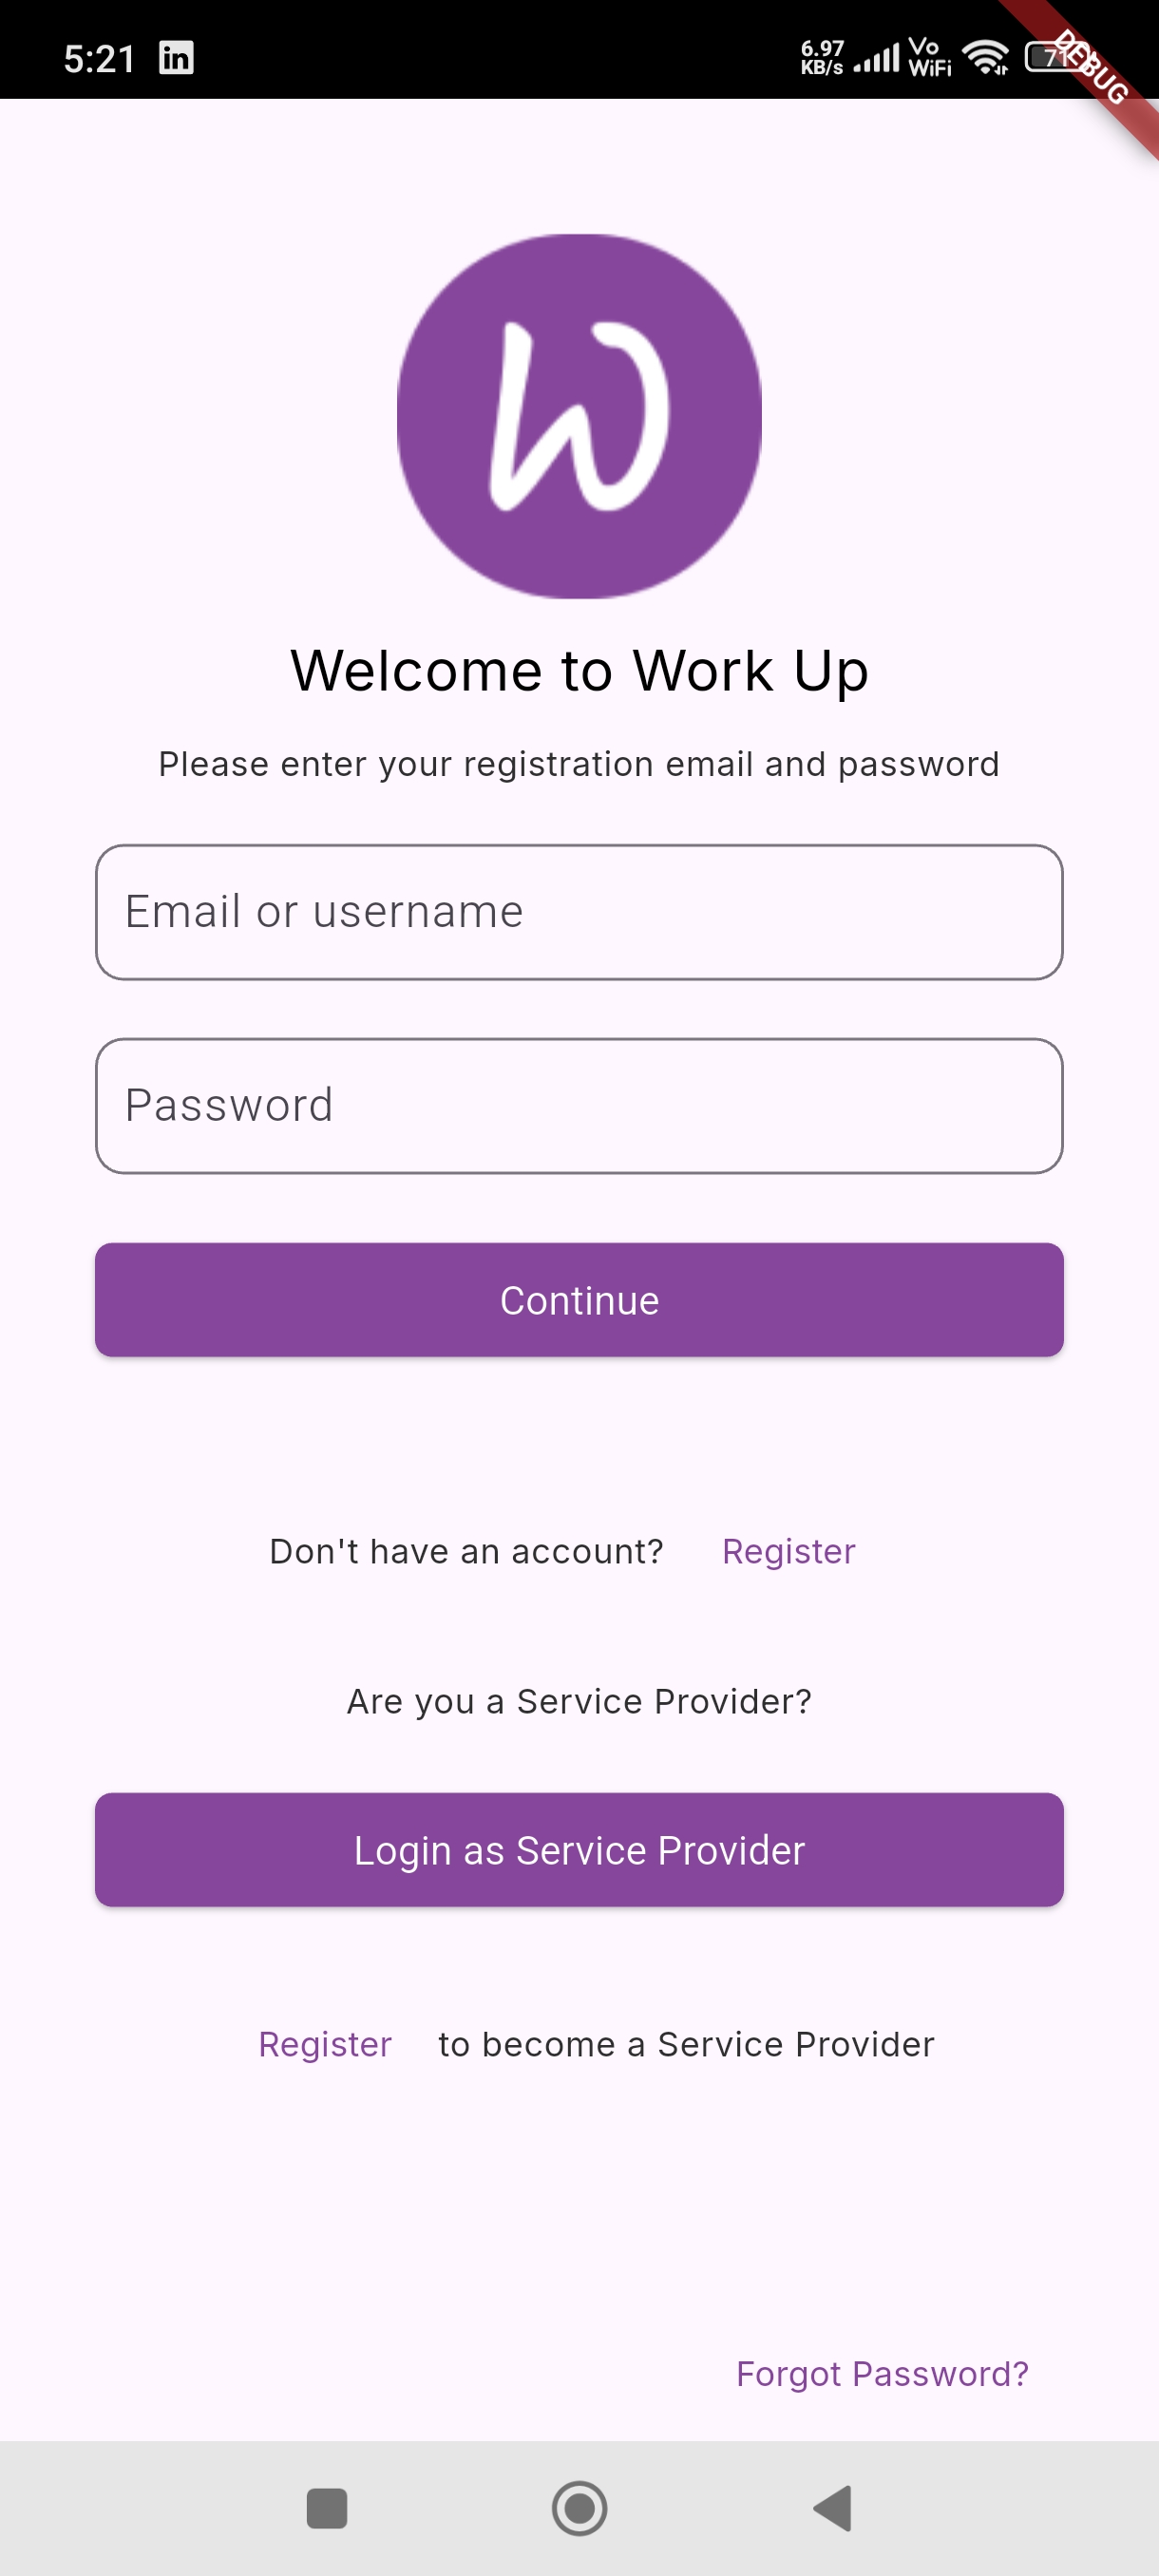 5:21 in 6.97 KB/s Vo WiFi
DEBUG
W
Welcome to Work Up
Please enter your registration email and password
Email or username
Password
Continue
Don't have an account? Register
Are you a Service Provider?
Login as Service Provider
Register to become a Service Provider
Forgot Password?